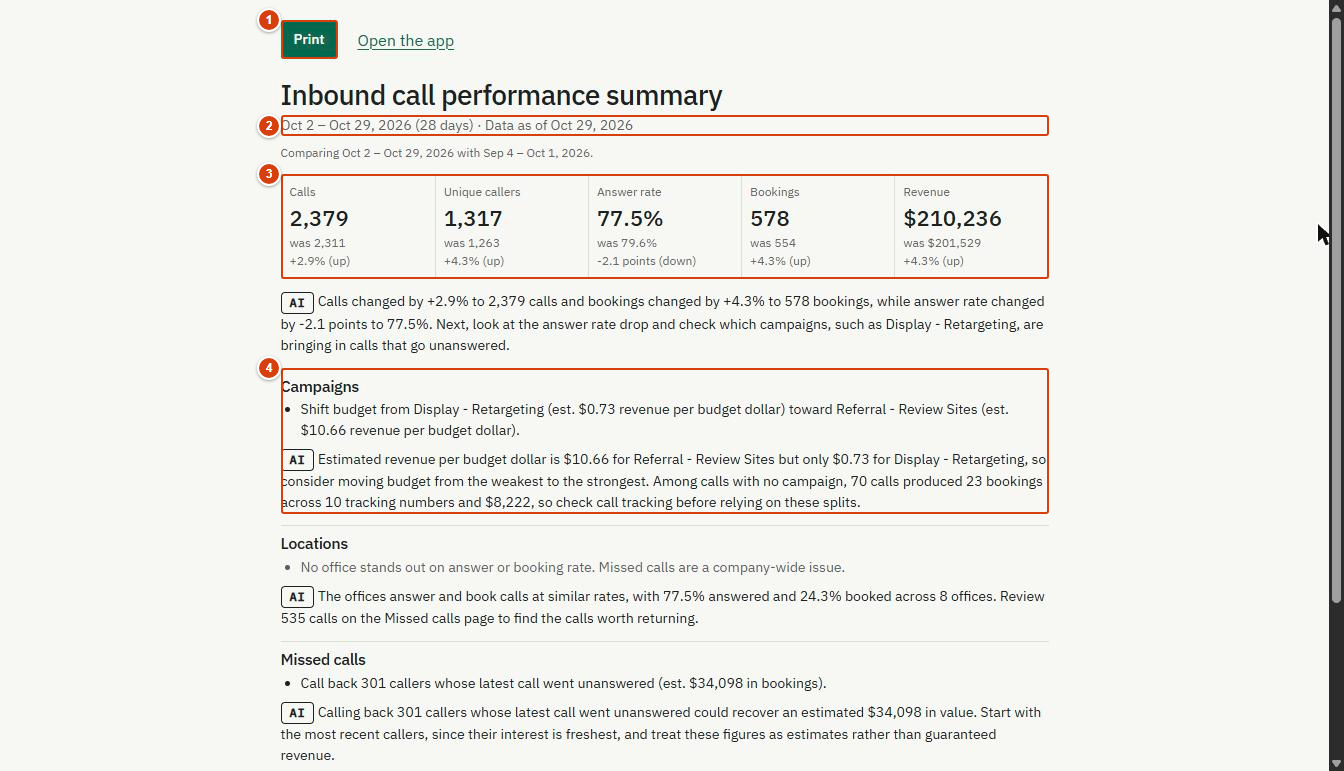 1
Print
Open the app
Inbound call performance summary
2
Oct 2 – Oct 29, 2026 (28 days) · Data as of Oct 29, 2026
Comparing Oct 2 – Oct 29, 2026 with Sep 4 – Oct 1, 2026.
3
Calls
2,379
was 2,311
+2.9% (up)
Unique callers
1,317
was 1,263
+4.3% (up)
Answer rate
77.5%
was 79.6%
-2.1 points (down)
Bookings
578
was 554
+4.3% (up)
Revenue
$210,236
was $201,529
+4.3% (up)
AI Calls changed by +2.9% to 2,379 calls and bookings changed by +4.3% to 578 bookings, while answer rate changed
by -2.1 points to 77.5%. Next, look at the answer rate drop and check which campaigns, such as Display - Retargeting, are
bringing in calls that go unanswered.
4
Campaigns
• Shift budget from Display - Retargeting (est. $0.73 revenue per budget dollar) toward Referral - Review Sites (est.
$10.66 revenue per budget dollar).
AI Estimated revenue per budget dollar is $10.66 for Referral - Review Sites but only $0.73 for Display - Retargeting, so
consider moving budget from the weakest to the strongest. Among calls with no campaign, 70 calls produced 23 bookings
across 10 tracking numbers and $8,222, so check call tracking before relying on these splits.
Locations
• No office stands out on answer or booking rate. Missed calls are a company-wide issue.
AI The offices answer and book calls at similar rates, with 77.5% answered and 24.3% booked across 8 offices. Review
535 calls on the Missed calls page to find the calls worth returning.
Missed calls
• Call back 301 callers whose latest call went unanswered (est. $34,098 in bookings).
AI Calling back 301 callers whose latest call went unanswered could recover an estimated $34,098 in value. Start with
the most recent callers, since their interest is freshest, and treat these figures as estimates rather than guaranteed
revenue.